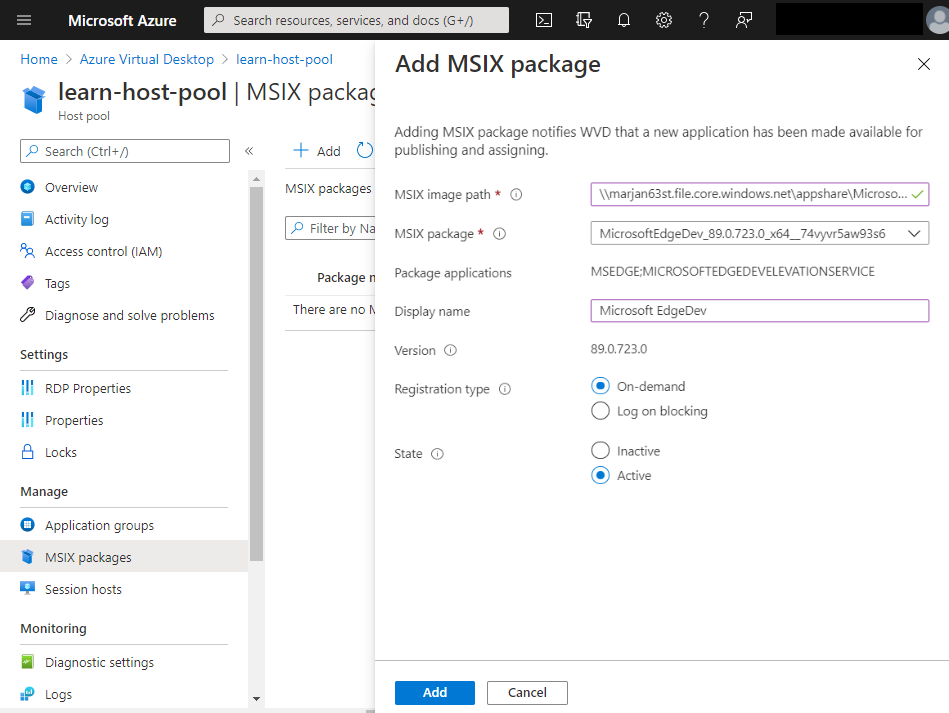 Microsoft Azure
Search resources, services, and docs (G+/)
Home > Azure Virtual Desktop > learn-host-pool
learn-host-pool | MSIX packag
Host pool
Search (Ctrl+/)
«
Overview
Activity log
Access control (IAM)
Tags
Diagnose and solve problems
Settings
RDP Properties
Properties
Locks
Manage
Application groups
MSIX packages
Session hosts
Monitoring
Diagnostic settings
Logs
+ Add
MSIX packages
Filter by Na
Package n
There are no M
Add MSIX package
Adding MSIX package notifies WVD that a new application has been made available for
publishing and assigning.
MSIX image path *
\\marjan63st.file.core.windows.net\appshare\Microso...
MSIX package *
MicrosoftEdgeDev_89.0.723.0_x64__74vyvr5aw93s6
Package applications
MSEDGE;MICROSOFTEDGEDEVELEVATIONSERVICE
Display name
Microsoft EdgeDev
Version
89.0.723.0
Registration type
On-demand
Log on blocking
State
Inactive
Active
Add
Cancel